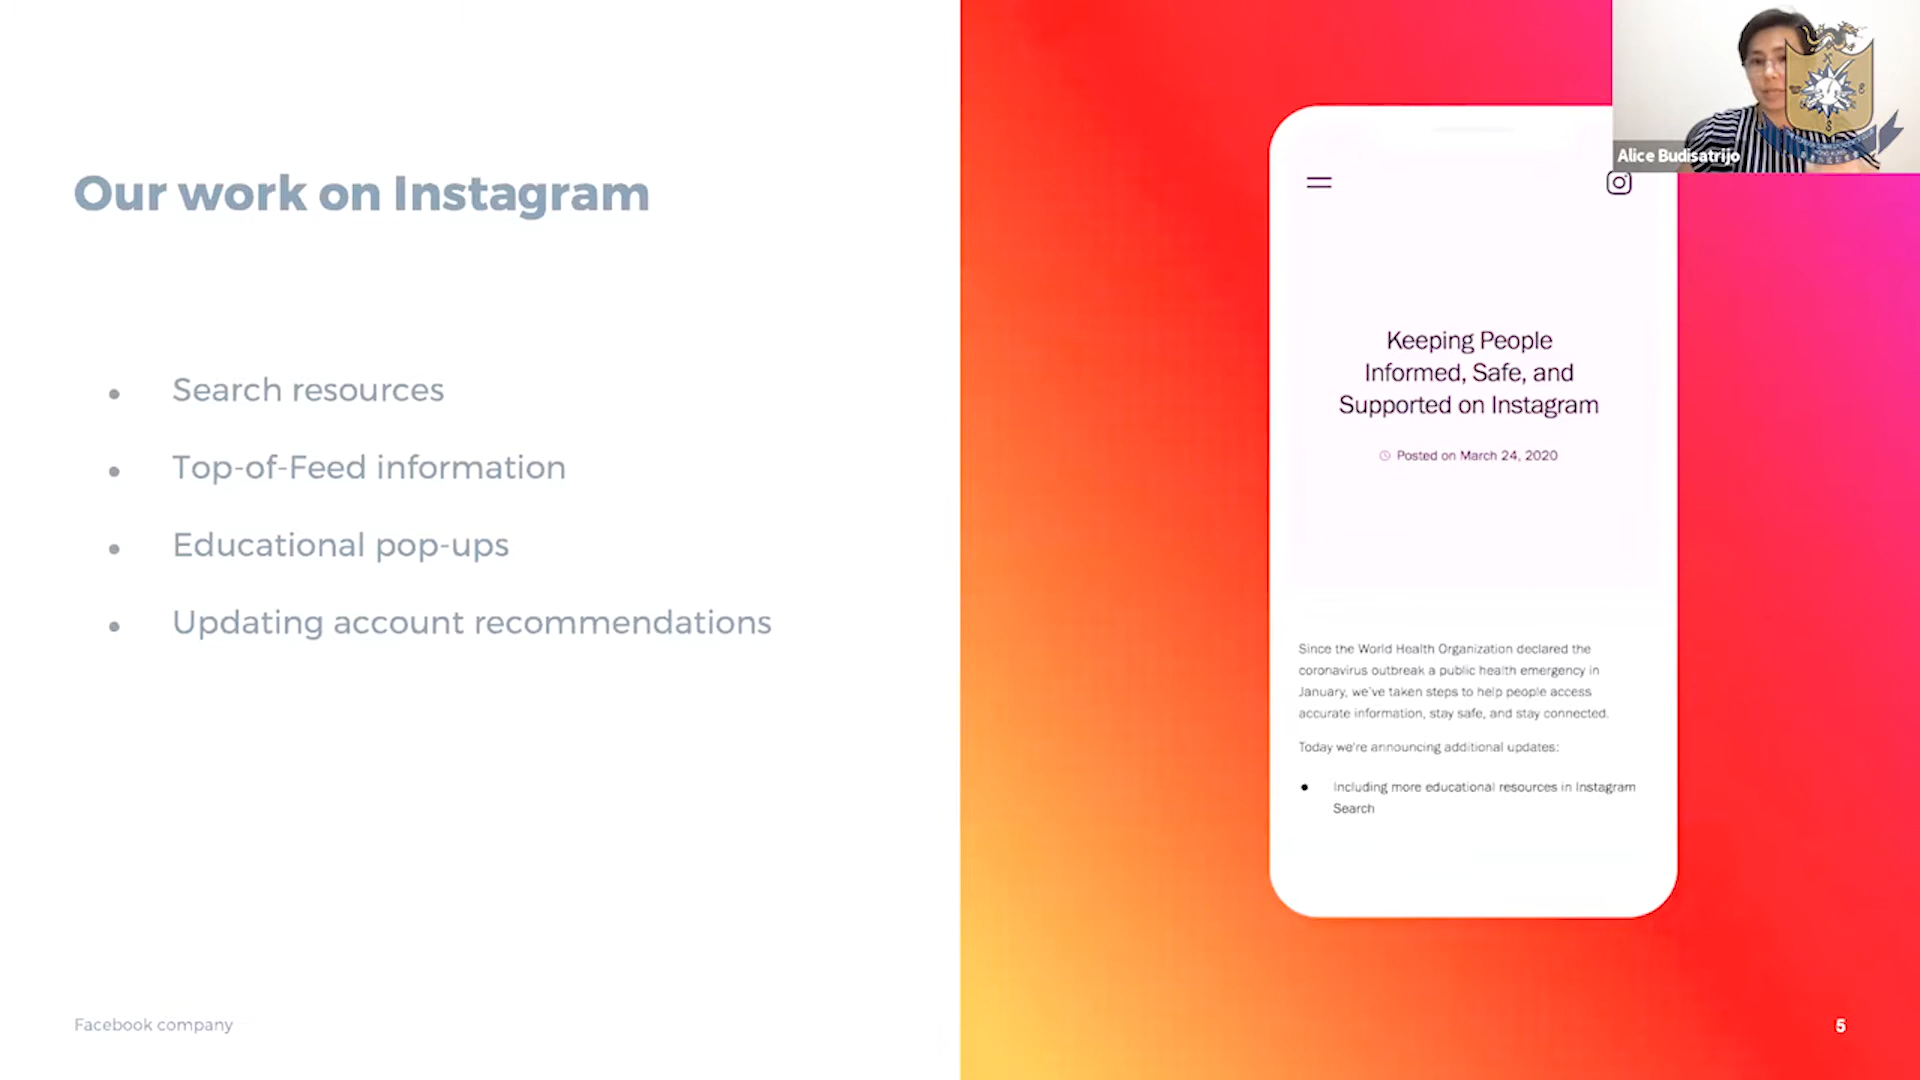 Our work on Instagram
Search resources
Top-of-Feed information
Educational pop-ups
Updating account recommendations
Facebook company
Keeping People
Informed, Safe, and
Supported on Instagram
Posted on March 24, 2020
Since the World Health Organization declared the
coronavirus outbreak a public health emergency in
January, we've taken steps to help people access
accurate information, stay safe, and stay connected.
Today we're announcing additional updates:
Including more educational resources in Instagram
Search
Alice Budisatrijo
5